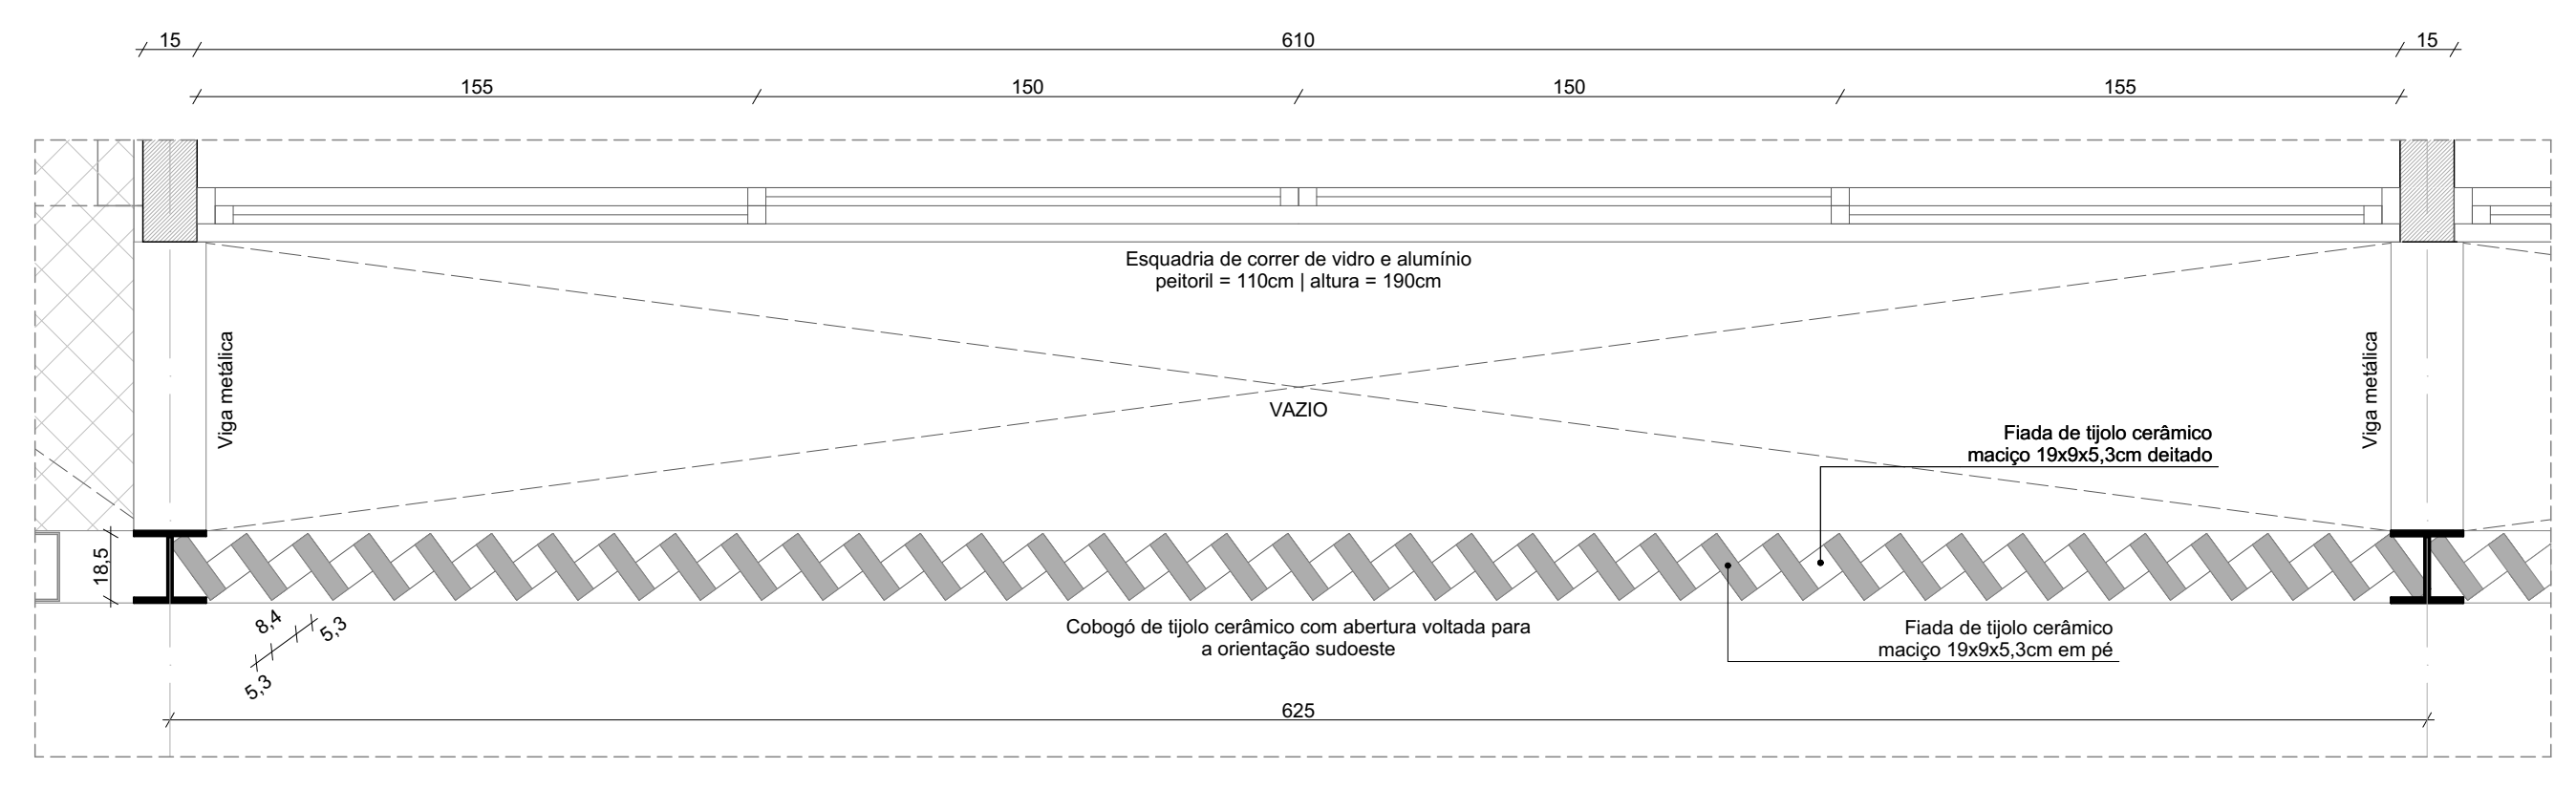 15
610
15
155
150
150
155
Esquadria de correr de vidro e alumínio
peitoril = 110cm | altura = 190cm
Viga metálica
Viga metálica
VAZIO
Fiada de tijolo cerâmico
maciço 19x9x5,3cm deitado
18,5
8,4
5,3
5,3
Cobogó de tijolo cerâmico com abertura voltada para
a orientação sudoeste
Fiada de tijolo cerâmico
maciço 19x9x5,3cm em pé
625